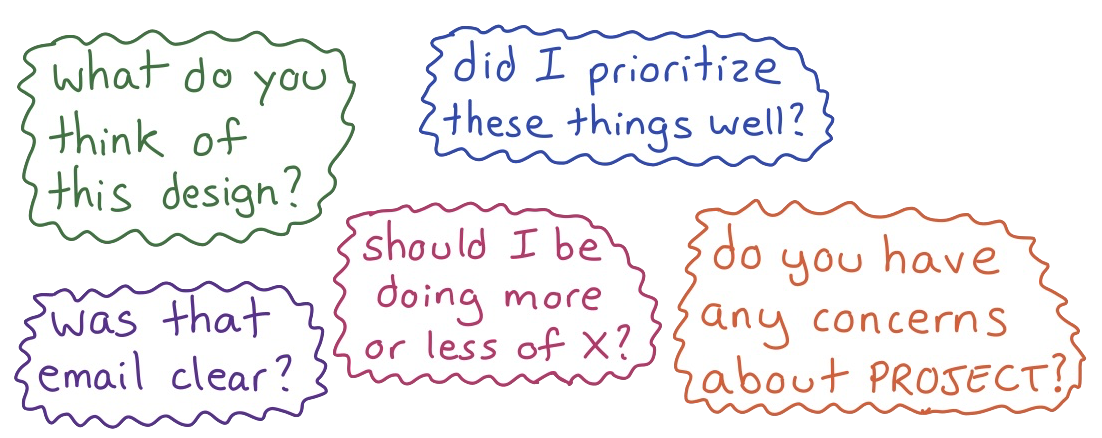 what do you
think of
this design?
did I prioritize
these things well?
was that
email clear?
should I be
doing more
or less of X?
do you have
any concerns
about PROJECT?